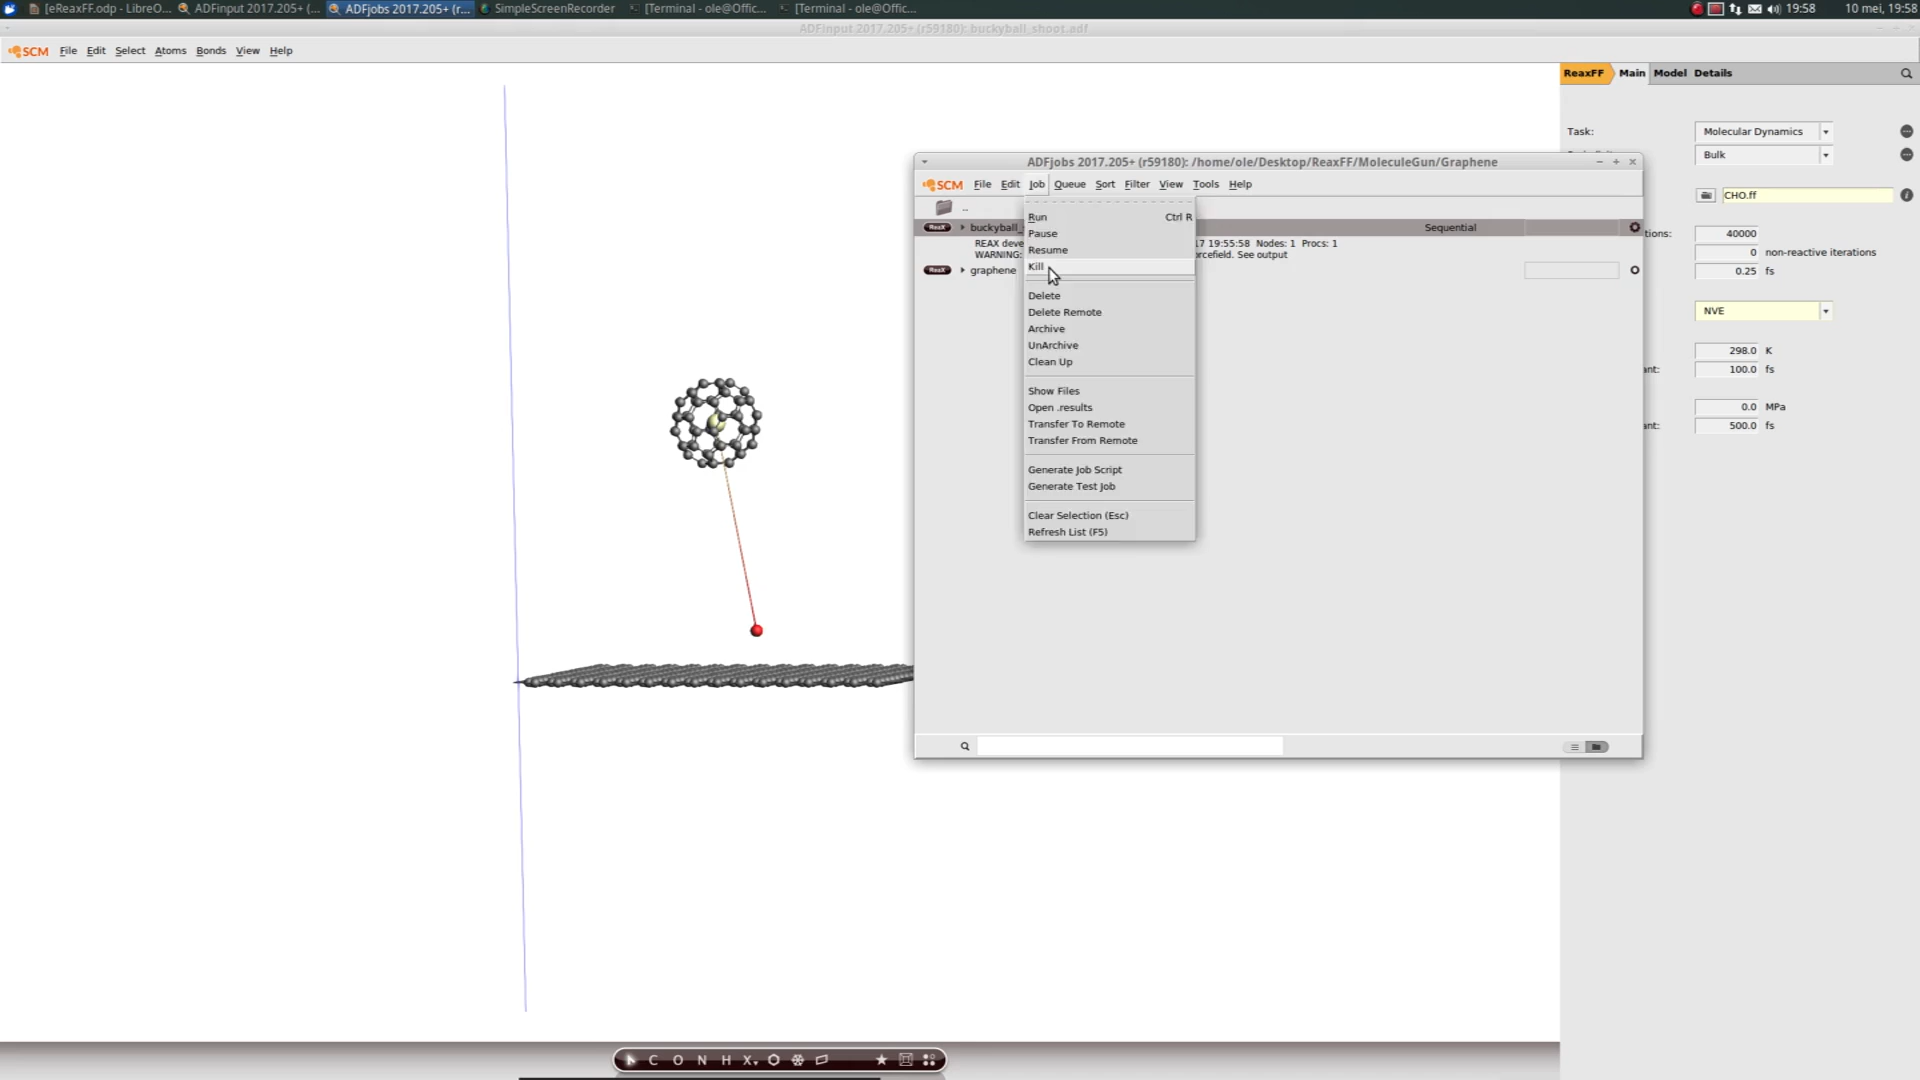 [eReaxFF.odp - LibreO... ADFinput 2017.205+ (... ADFjobs 2017.205+ (r... SimpleScreenRecorder [Terminal - ole@Offic... [Terminal - ole@Offic... 19:58 10 mei, 19:58
ADFinput 2017.205+ (r59180): buckyball_shoot.adf
SCM File Edit Select Atoms Bonds View Help
ReaxFF Main Model Details
Task: Molecular Dynamics
Bulk
CHO.ff
tions: 40000
0 non-reactive iterations
0.25 fs
NVE
298.0 K
ant: 100.0 fs
0.0 MPa
ant: 500.0 fs
ADFjobs 2017.205+ (r59180): /home/ole/Desktop/ReaxFF/MoleculeGun/Graphene
SCM File Edit Job Queue Sort Filter View Tools Help
..
ReaX buckyball_ Sequential
REAX deve 17 19:55:58 Nodes: 1 Procs: 1
WARNING: rcefield. See output
ReaX graphene
Run Ctrl R
Pause
Resume
Kill
Delete
Delete Remote
Archive
UnArchive
Clean Up
Show Files
Open .results
Transfer To Remote
Transfer From Remote
Generate Job Script
Generate Test Job
Clear Selection (Esc)
Refresh List (F5)
C O N H X